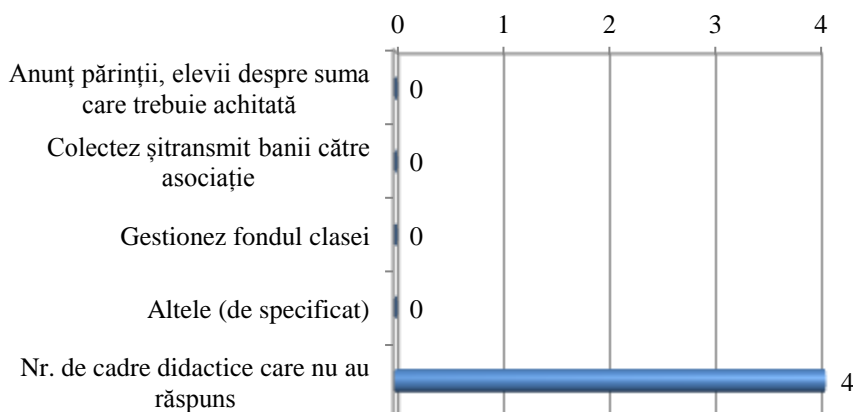 0 1 2 3 4
Anunț părinții, elevii despre suma
care trebuie achitată
0
Colectez șitransmit banii către
asociație
0
Gestionez fondul clasei
0
Altele (de specificat)
0
Nr. de cadre didactice care nu au
răspuns
4